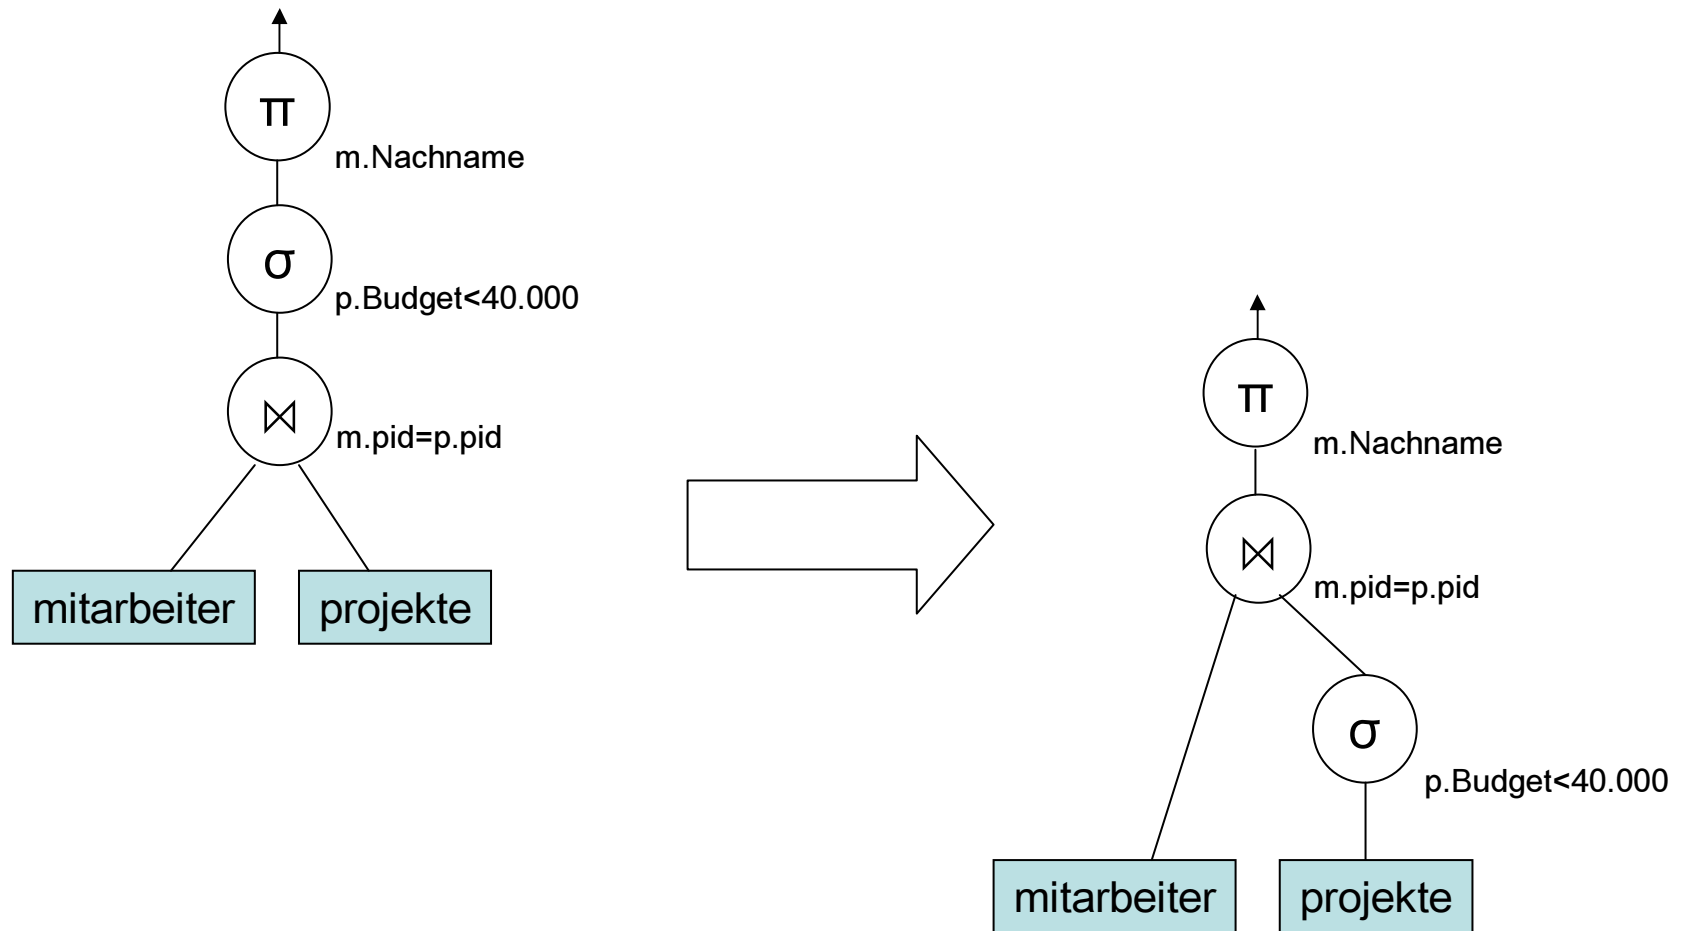 π
m.Nachname
σ
p.Budget<40.000
⋈
m.pid=p.pid
mitarbeiter
projekte
π
m.Nachname
⋈
m.pid=p.pid
σ
p.Budget<40.000
mitarbeiter
projekte